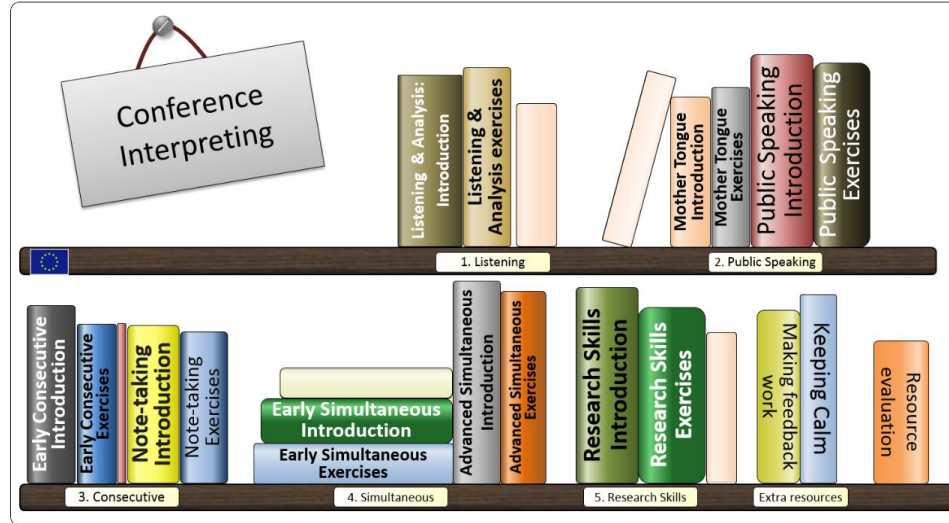 Conference
Interpreting
Listening & Analysis:
Introduction
Listening &
Analysis exercises
Mother Tongue
Introduction
Mother Tongue
Exercises
Public Speaking
Introduction
Public Speaking
Exercises
1. Listening
2. Public Speaking
Early Consecutive
Introduction
Early Consecutive
Exercises
Note-taking
Introduction
Note-taking
Exercises
Early Simultaneous
Introduction
Early Simultaneous
Exercises
Advanced Simultaneous
Introduction
Advanced Simultaneous
Exercises
Research Skills
Introduction
Research Skills
Exercises
Making feedback
work
Keeping Calm
Resource
evaluation
3. Consecutive
4. Simultaneous
5. Research Skills
Extra resources